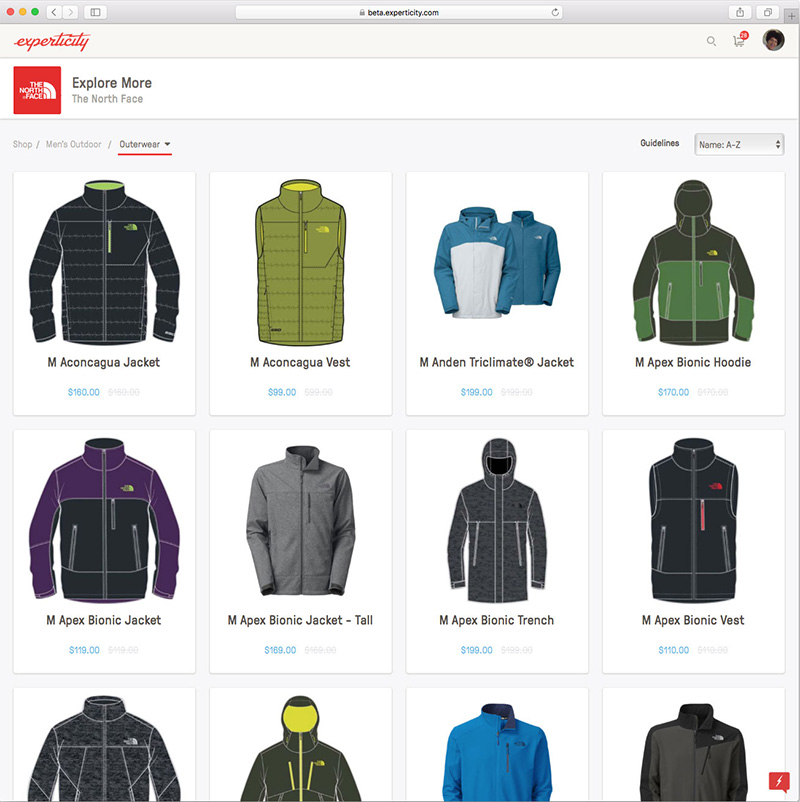 beta.experticity.com
experticity
28
THE
NORTH
FACE
Explore More
The North Face
Shop / Men's Outdoor / Outerwear
Guidelines
Name: A-Z
M Aconcagua Jacket
$160.00 $160.00
M Aconcagua Vest
$99.00 $99.00
M Anden Triclimate® Jacket
$199.00 $199.00
M Apex Bionic Hoodie
$170.00 $170.00
M Apex Bionic Jacket
$119.00 $119.00
M Apex Bionic Jacket - Tall
$169.00 $169.00
M Apex Bionic Trench
$199.00 $199.00
M Apex Bionic Vest
$110.00 $110.00